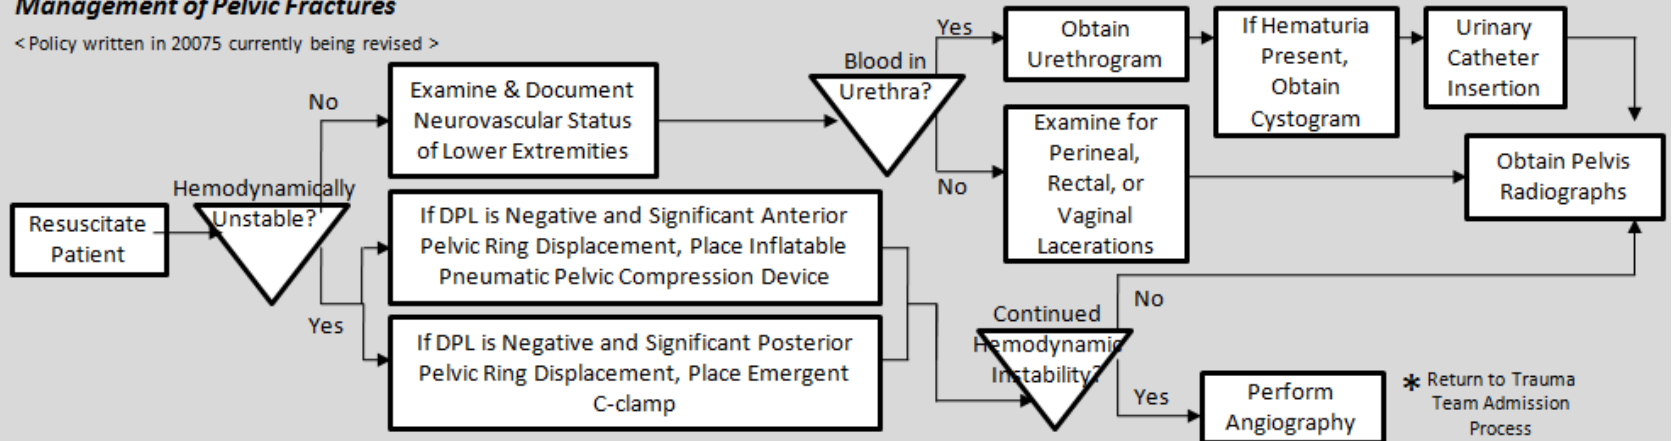 Management of Pelvic Fractures
< Policy written in 20075 currently being revised >
Resuscitate
Patient
Hemodynamically
Unstable?
No
Yes
Examine & Document
Neurovascular Status
of Lower Extremities
If DPL is Negative and Significant Anterior
Pelvic Ring Displacement, Place Inflatable
Pneumatic Pelvic Compression Device
If DPL is Negative and Significant Posterior
Pelvic Ring Displacement, Place Emergent
C-clamp
Blood in
Urethra?
Yes
No
Obtain
Urethrogram
If Hematuria
Present,
Obtain
Cystogram
Urinary
Catheter
Insertion
Examine for
Perineal,
Rectal, or
Vaginal
Lacerations
Obtain Pelvis
Radiographs
Continued
Hemodynamic
Instability?
No
Yes
Perform
Angiography
* Return to Trauma
Team Admission
Process